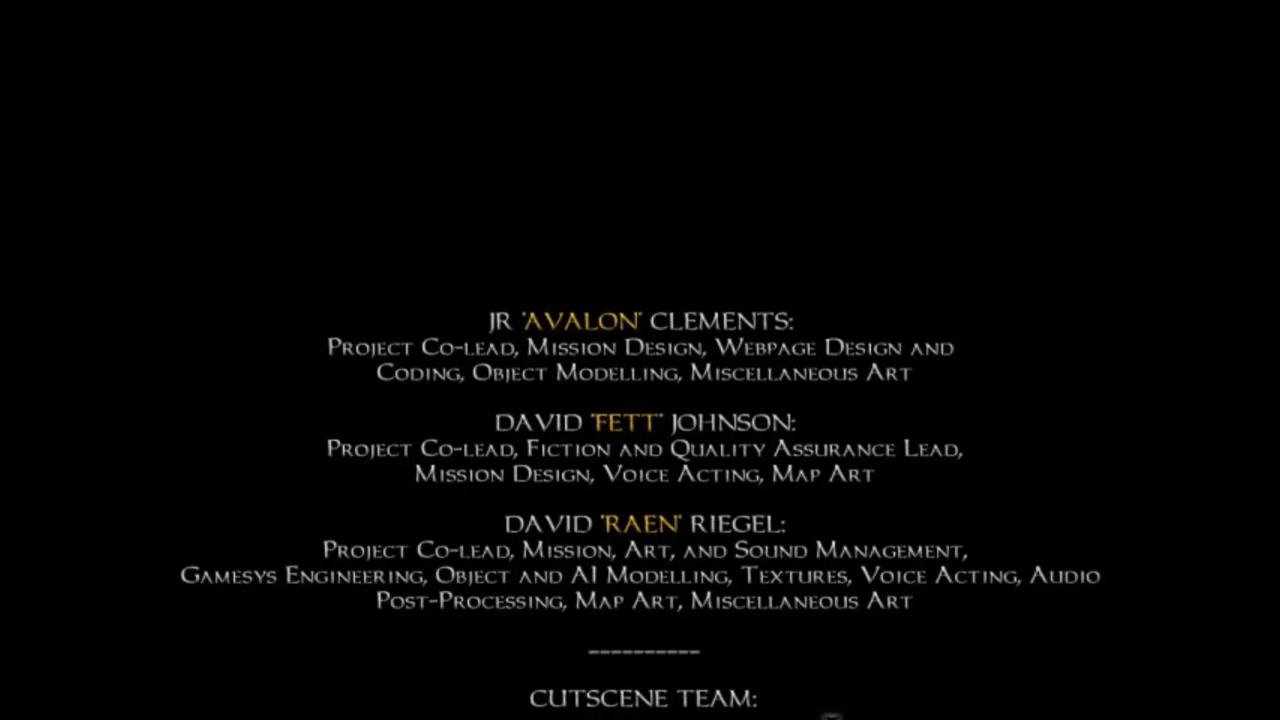 JR 'AVALON' CLEMENTS:
Project Co-lead, Mission Design, Webpage Design and
Coding, Object Modelling, Miscellaneous Art
DAVID 'FETT' JOHNSON:
Project Co-lead, Fiction and Quality Assurance Lead,
Mission Design, Voice Acting, Map Art
DAVID 'RAEN' RIEGEL:
Project Co-lead, Mission, Art, and Sound Management,
Gamesys Engineering, Object and AI Modelling, Textures, Voice Acting, Audio
Post-Processing, Map Art, Miscellaneous Art
----------
CUTSCENE TEAM: